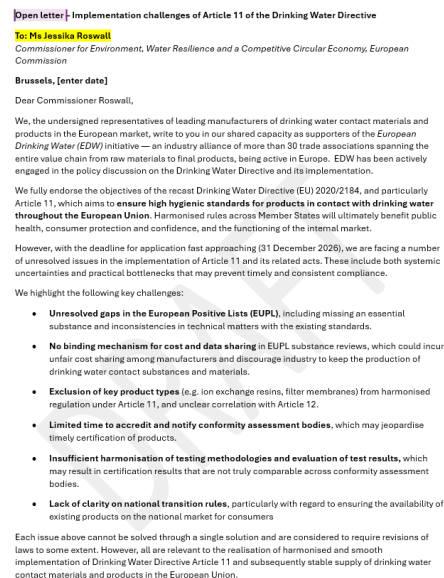 Open letter - Implementation challenges of Article 11 of the Drinking Water Directive
To: Ms Jessika Roswall
Commissioner for Environment, Water Resilience and a Competitive Circular Economy, European
Commission
Brussels, [enter date]
Dear Commissioner Roswall,
We, the undersigned representatives of leading manufacturers of drinking water contact materials and
products in the European market, write to you in our shared capacity as supporters of the European
Drinking Water (EDW) initiative — an industry alliance of more than 30 trade associations spanning the
entire value chain from raw materials to final products, being active in Europe. EDW has been actively
engaged in the policy discussion on the Drinking Water Directive and its implementation.
We fully endorse the objectives of the recast Drinking Water Directive (EU) 2020/2184, and particularly
Article 11, which aims to ensure high hygienic standards for products in contact with drinking water
throughout the European Union. Harmonised rules across Member States will ultimately benefit public
health, consumer protection and confidence, and the functioning of the internal market.
However, with the deadline for application fast approaching (31 December 2026), we are facing a number
of unresolved issues in the implementation of Article 11 and its related acts. These include both systemic
uncertainties and practical bottlenecks that may prevent timely and consistent compliance.
We highlight the following key challenges:
• Unresolved gaps in the European Positive Lists (EUPL), including missing an essential
substance and inconsistencies in technical matters with the existing standards.
• No binding mechanism for cost and data sharing in EUPL substance reviews, which could incur
unfair cost sharing among manufacturers and discourage industry to keep the production of
drinking water contact substances and materials.
• Exclusion of key product types (e.g. ion exchange resins, filter membranes) from harmonised
regulation under Article 11, and unclear correlation with Article 12.
• Limited time to accredit and notify conformity assessment bodies, which may jeopardise
timely certification of products.
• Insufficient harmonisation of testing methodologies and evaluation of test results, which
may result in certification results that are not truly comparable across conformity assessment
bodies.
• Lack of clarity on national transition rules, particularly with regard to ensuring the availability of
existing products on the national market for consumers
Each issue above cannot be solved through a single solution and are considered to require revisions of
laws to some extent. However, all are relevant to the realisation of harmonised and smooth
implementation of Drinking Water Directive Article 11 and subsequently stable supply of drinking water
contact materials and products in the European Union.
DRAFT